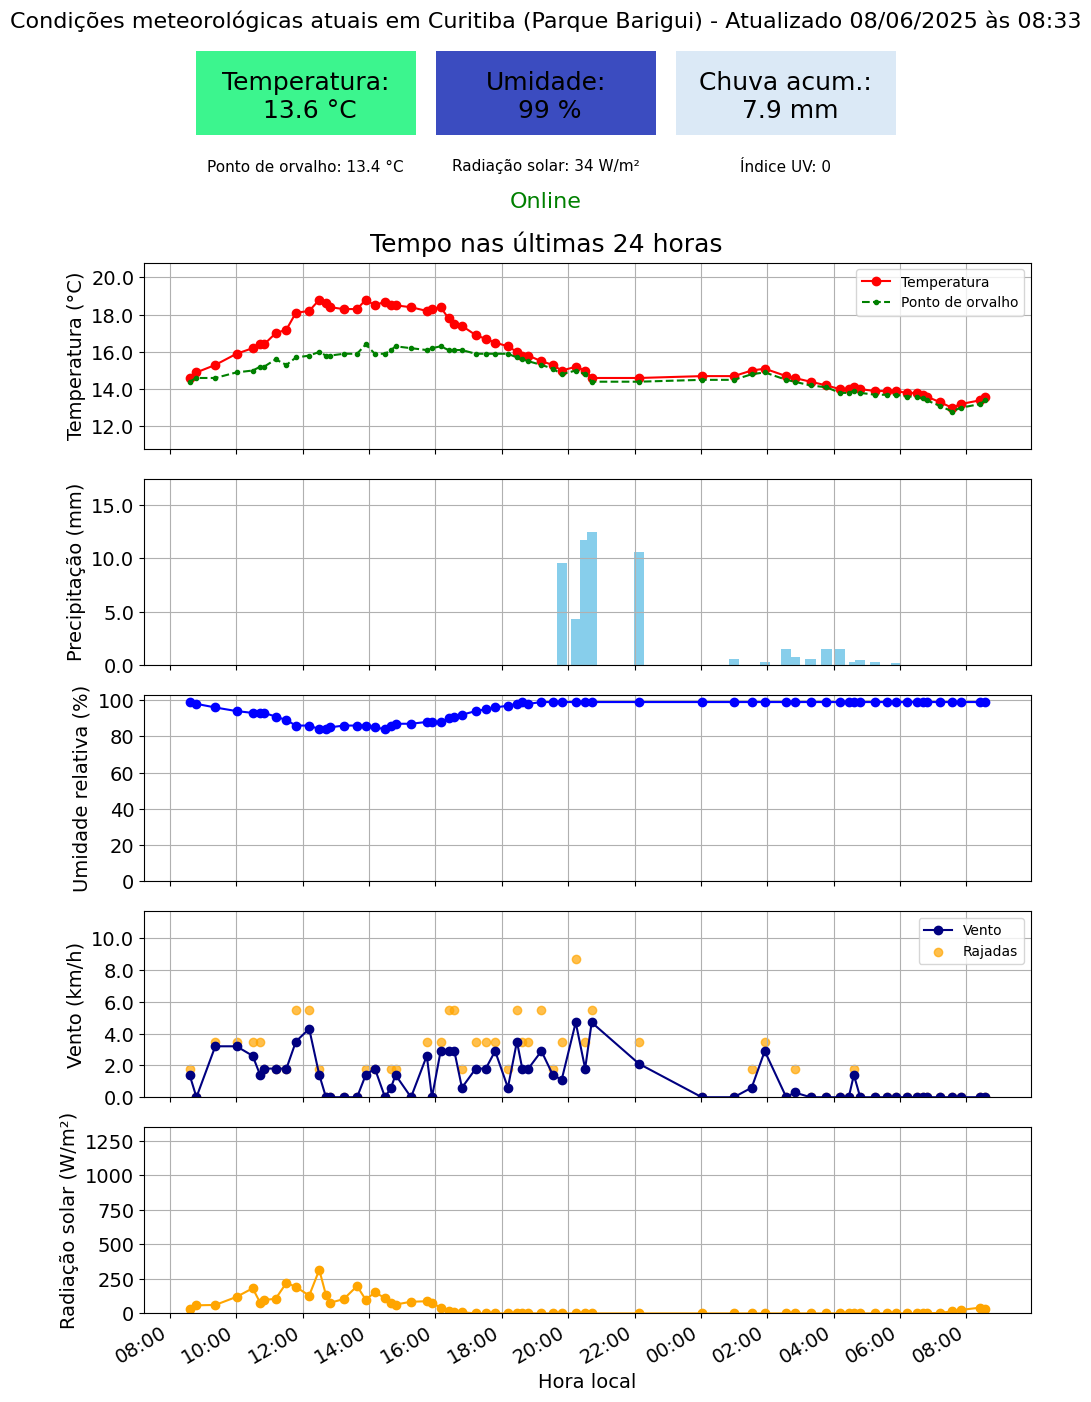 Condições meteorológicas atuais em Curitiba (Parque Barigui) - Atualizado 08/06/2025 às 08:33
Temperatura:
13.6 °C
Umidade:
99 %
Chuva acum.:
7.9 mm
Ponto de orvalho: 13.4 °C
Radiação solar: 34 W/m²
Índice UV: 0
Online
Tempo nas últimas 24 horas
Temperatura (°C)
20.0
18.0
16.0
14.0
12.0
Temperatura
Ponto de orvalho
Precipitação (mm)
15.0
10.0
5.0
0.0
Umidade relativa (%)
100
80
60
40
20
0
Vento (km/h)
10.0
8.0
6.0
4.0
2.0
0.0
Vento
Rajadas
Radiação solar (W/m²)
1250
1000
750
500
250
0
08:00
10:00
12:00
14:00
16:00
18:00
20:00
22:00
00:00
02:00
04:00
06:00
08:00
Hora local